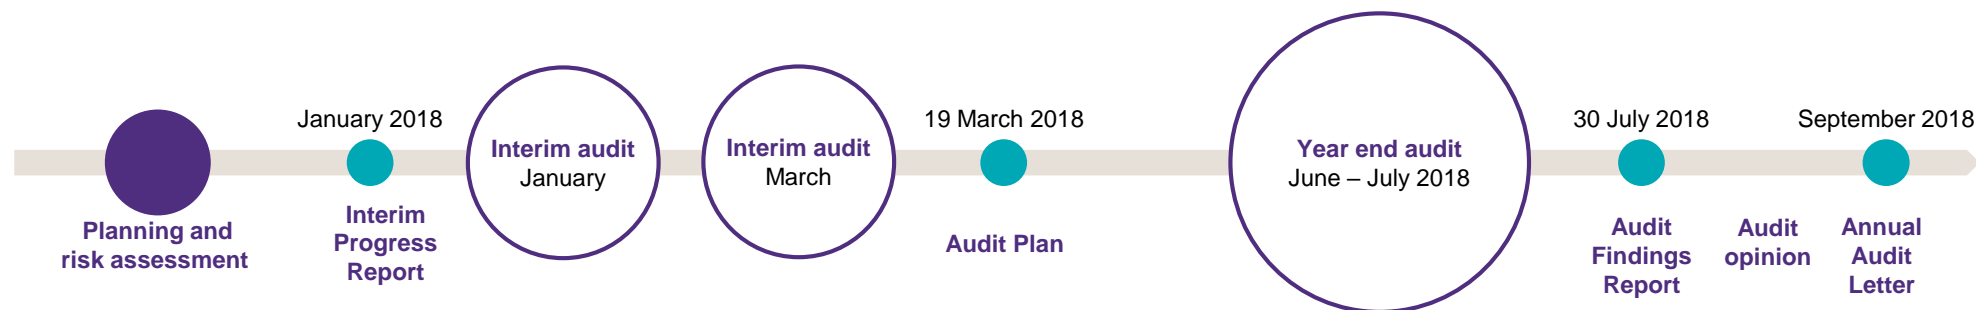 Planning and
risk assessment
January 2018
Interim
Progress
Report
Interim audit
January
Interim audit
March
19 March 2018
Audit Plan
Year end audit
June – July 2018
30 July 2018
Audit
Findings
Report
Audit
opinion
September 2018
Annual
Audit
Letter